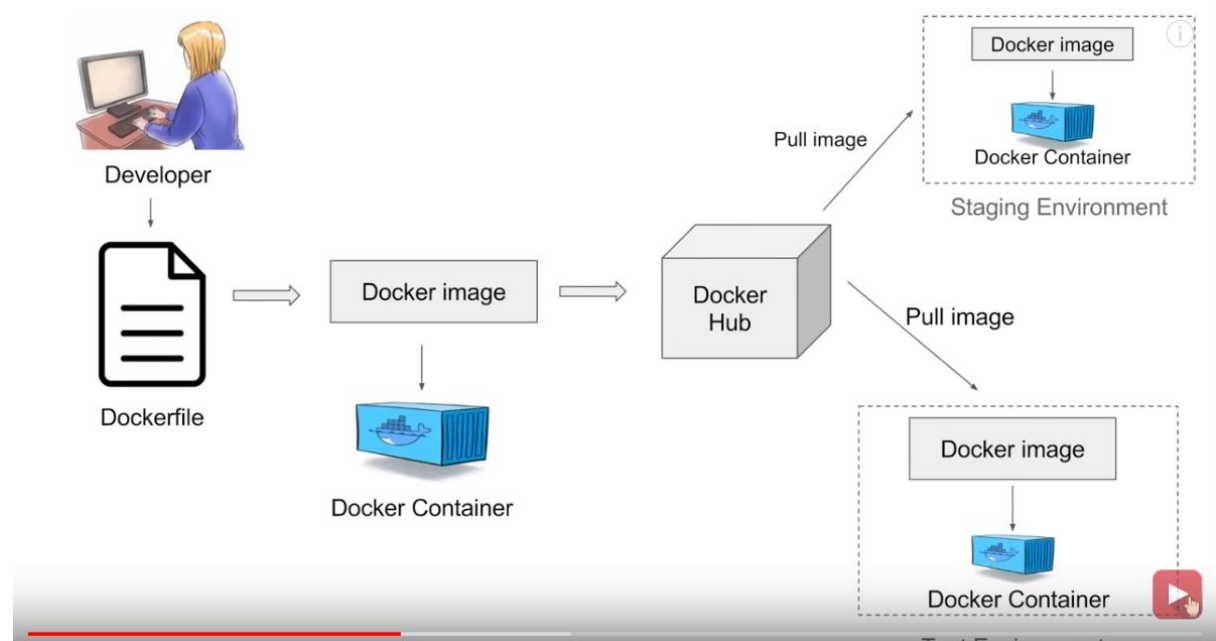 Developer
Dockerfile
Docker image
Docker Container
Docker
Hub
Pull image
Docker image
Docker Container
Staging Environment
Pull image
Docker image
Docker Container